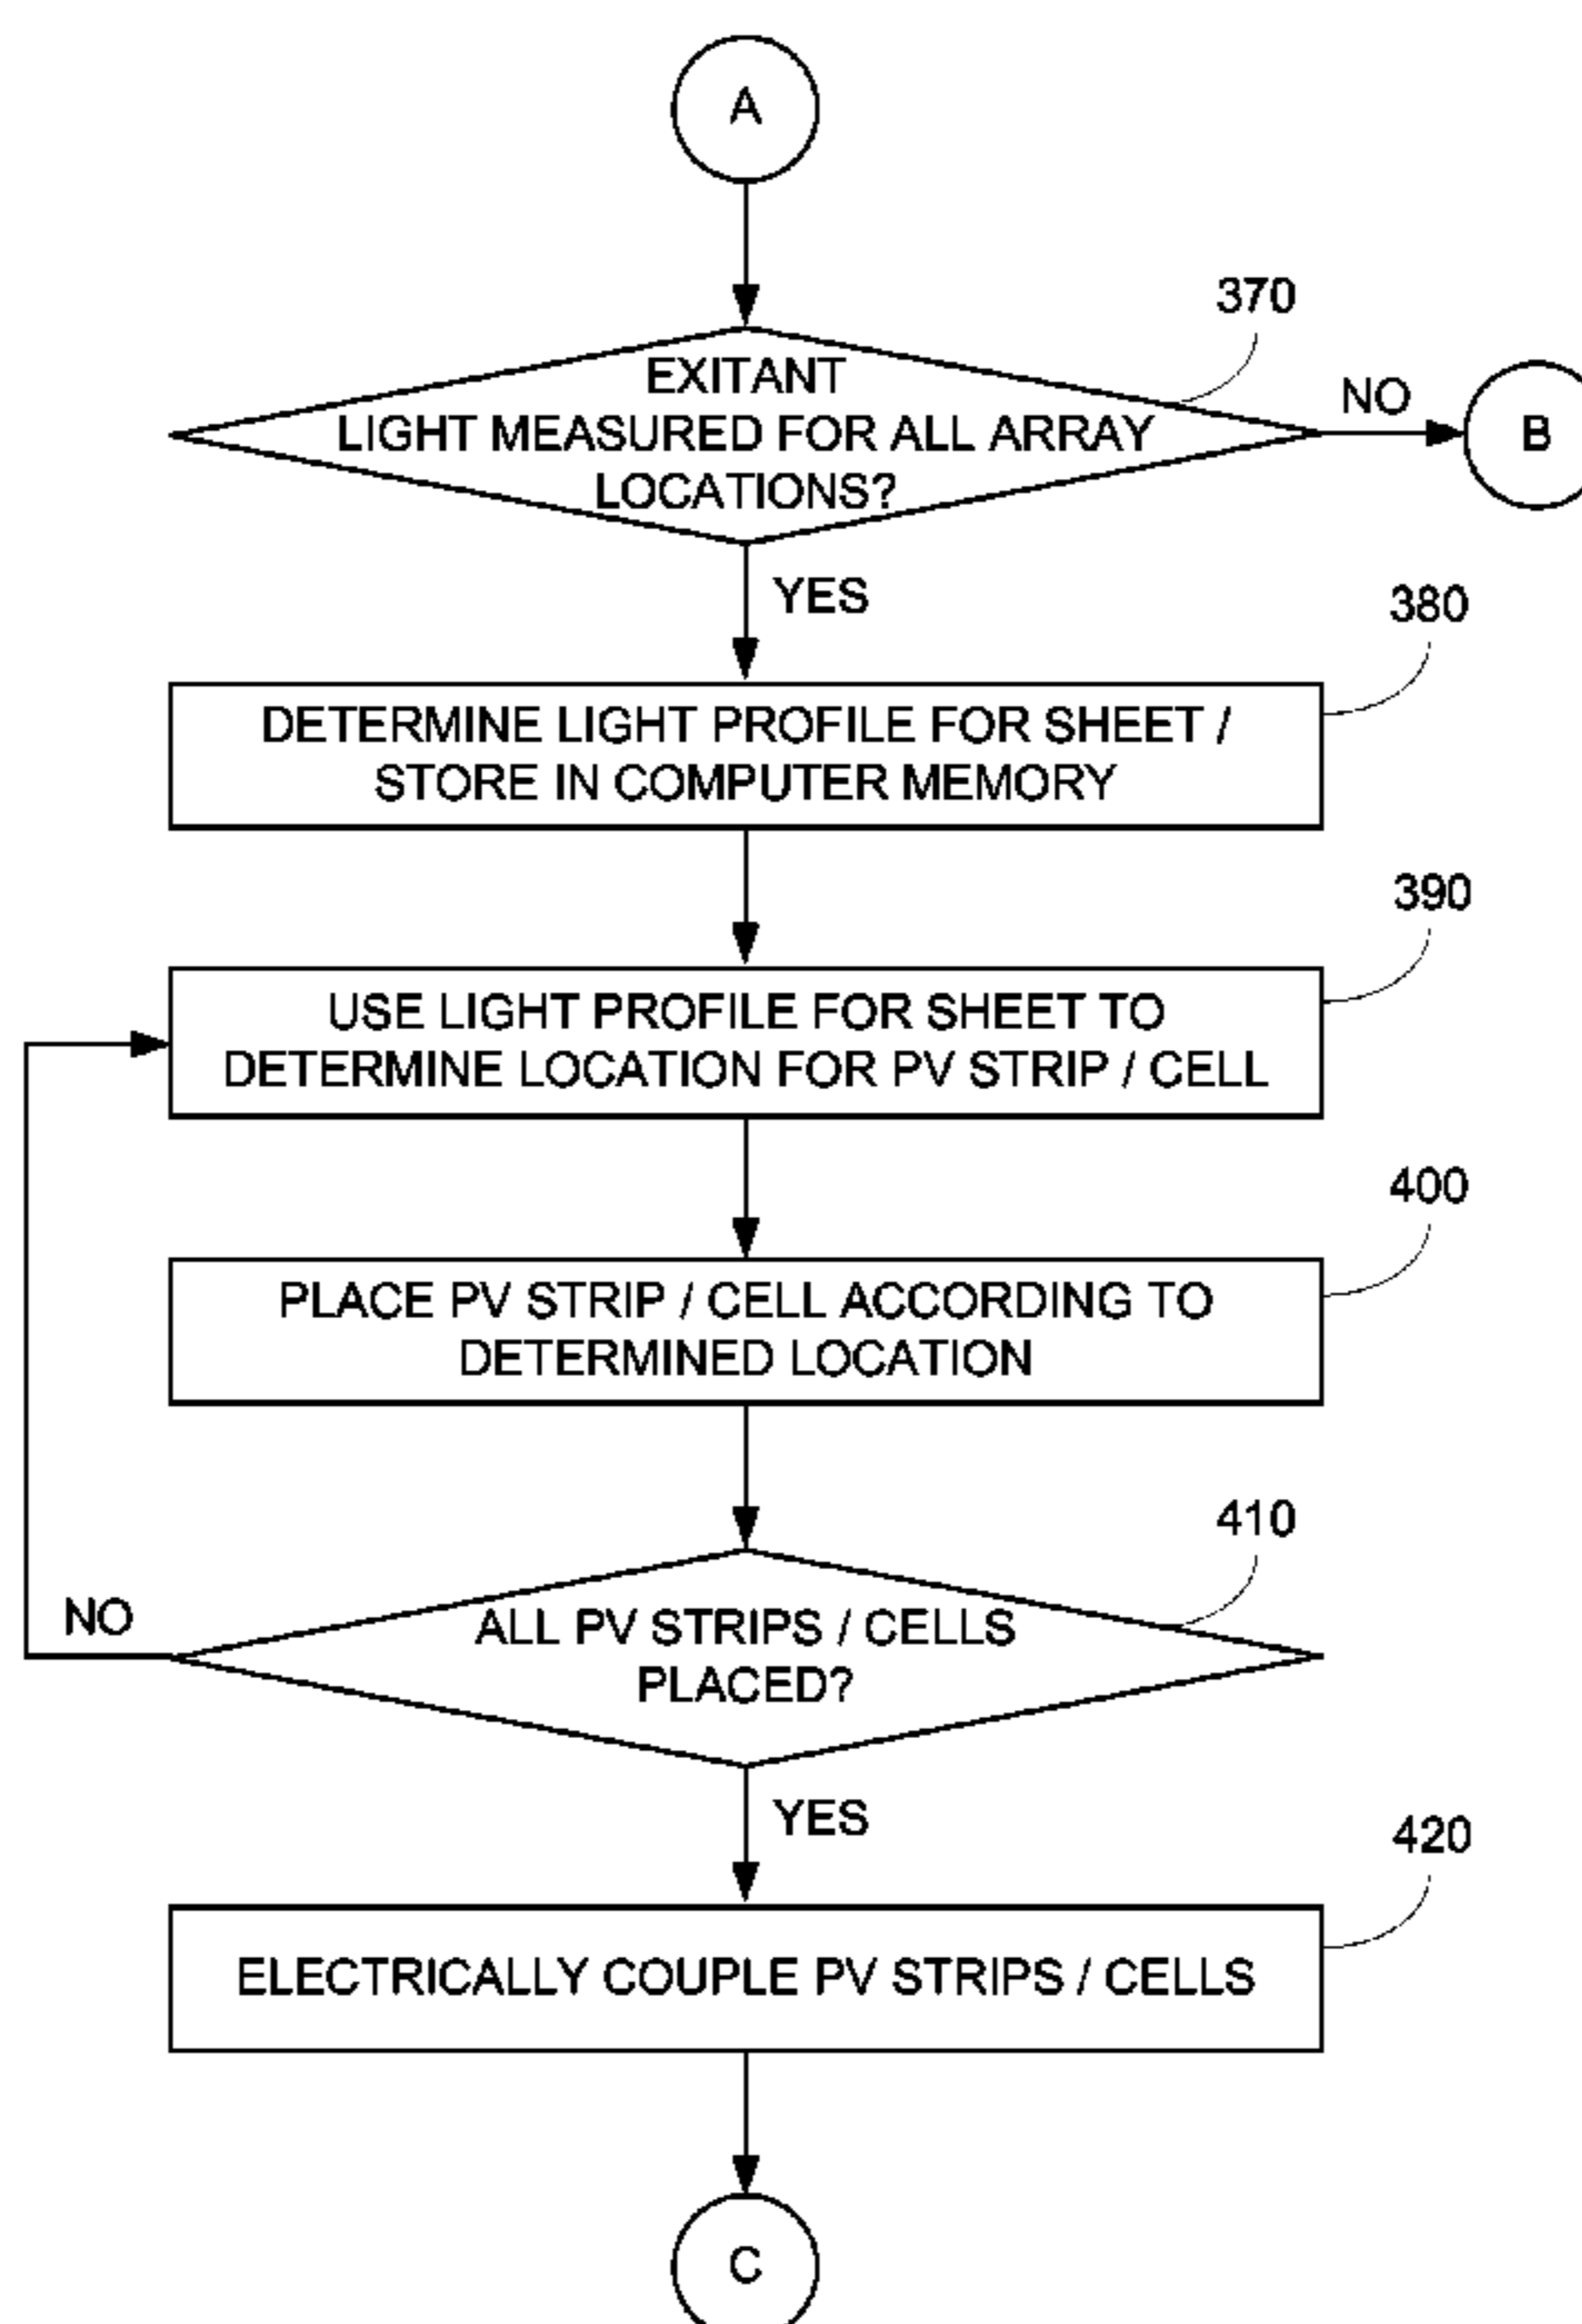 A
370
EXITANT
LIGHT MEASURED FOR ALL ARRAY
LOCATIONS?
NO
B
YES
380
DETERMINE LIGHT PROFILE FOR SHEET /
STORE IN COMPUTER MEMORY
390
USE LIGHT PROFILE FOR SHEET TO
DETERMINE LOCATION FOR PV STRIP / CELL
400
PLACE PV STRIP / CELL ACCORDING TO
DETERMINED LOCATION
410
NO
ALL PV STRIPS / CELLS
PLACED?
YES
420
ELECTRICALLY COUPLE PV STRIPS / CELLS
C